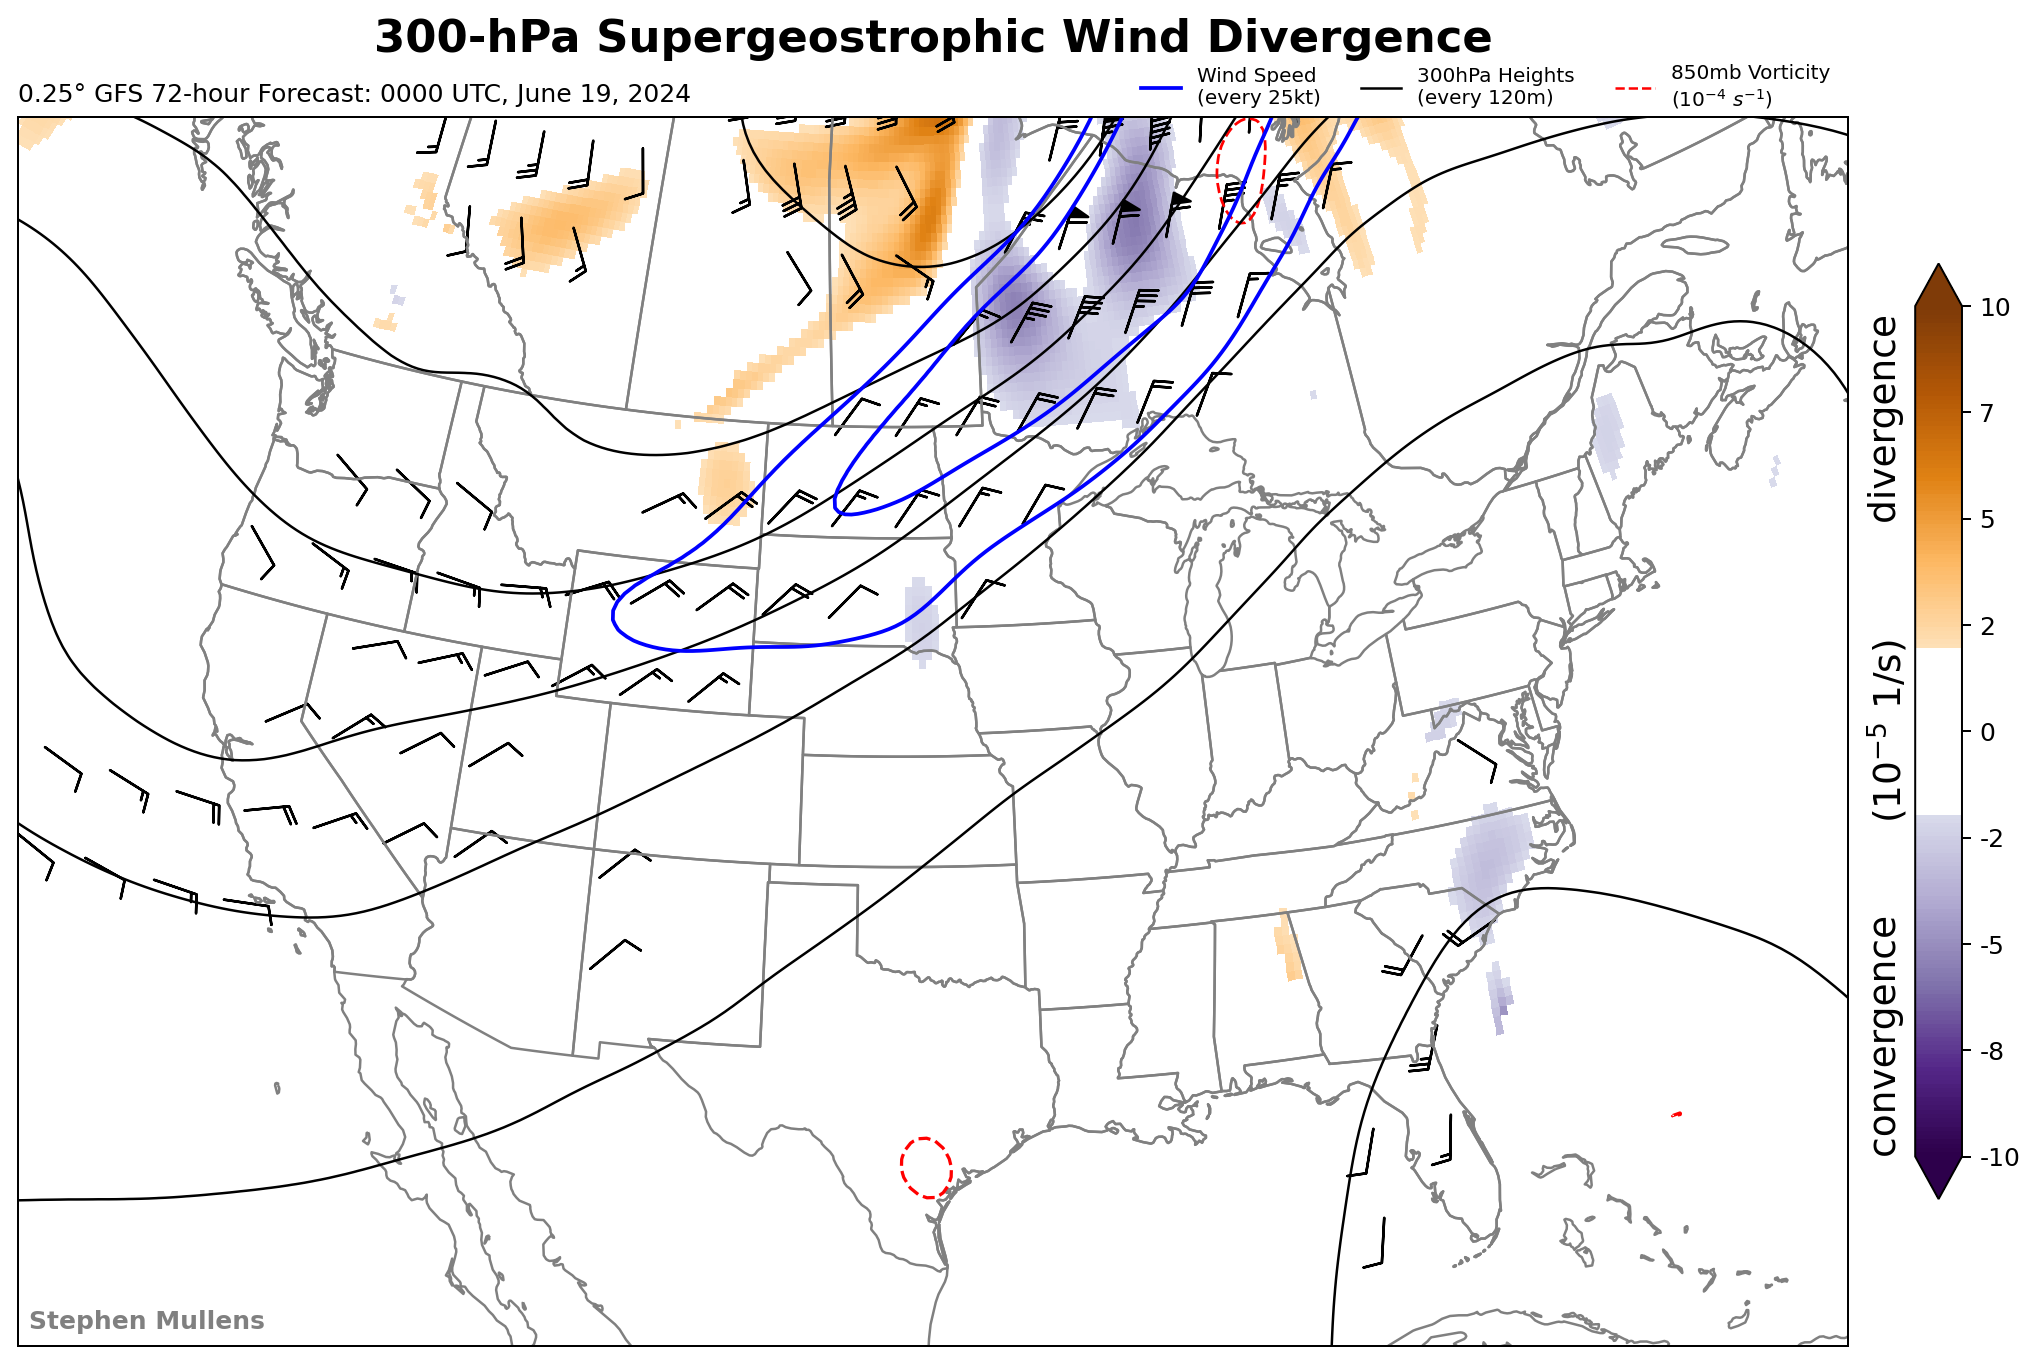 300-hPa Supergeostrophic Wind Divergence
0.25° GFS 72-hour Forecast: 0000 UTC, June 19, 2024
Wind Speed
(every 25kt)
300hPa Heights
(every 120m)
850mb Vorticity
(10⁻⁴ s⁻¹)
10
7
5
2
0
-2
-5
-8
-10
convergence (10⁻⁵ 1/s) divergence
Stephen Mullens